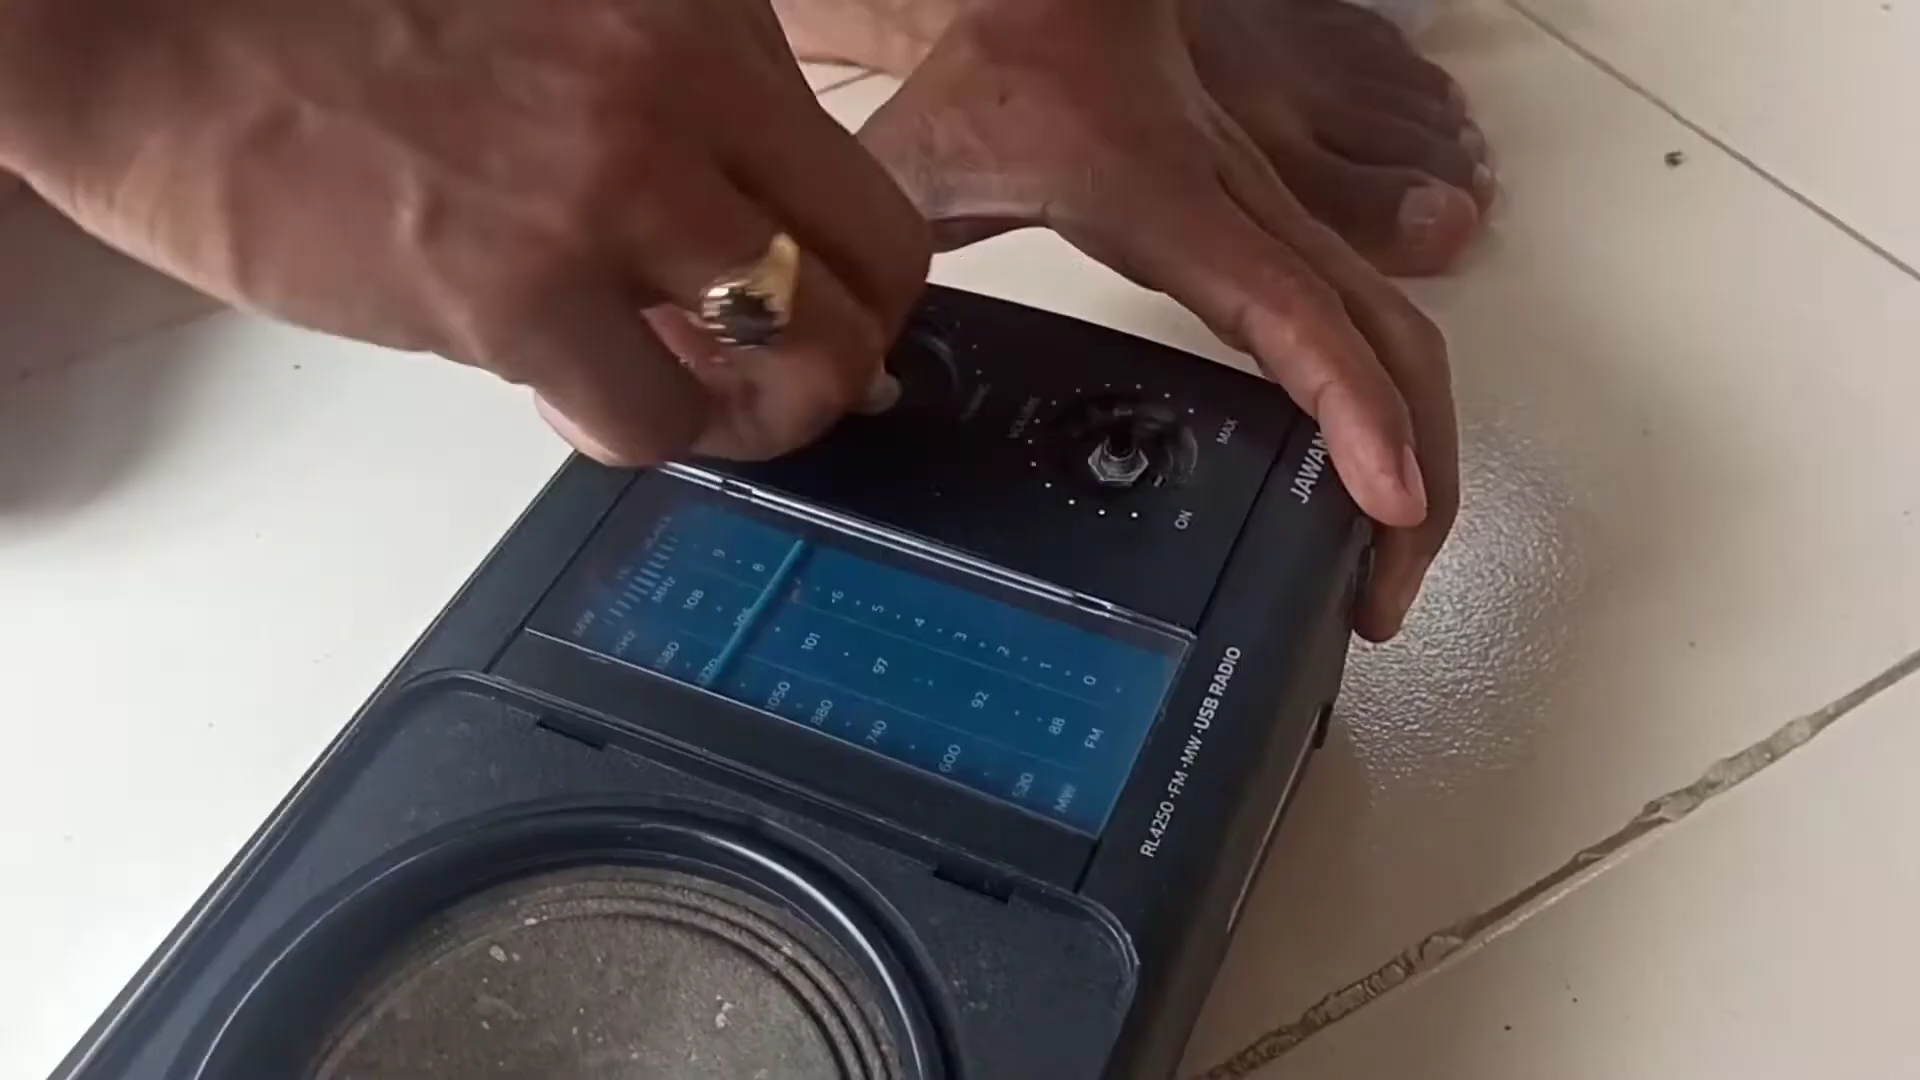 VOLUME
MAX
ON
JAWAN
RL4250 •FM •MW •USB RADIO
9 8 6 5 4 3 2 1 0
MHz 108 101 97 92 88 FM
1050 880 740 600 520 MW